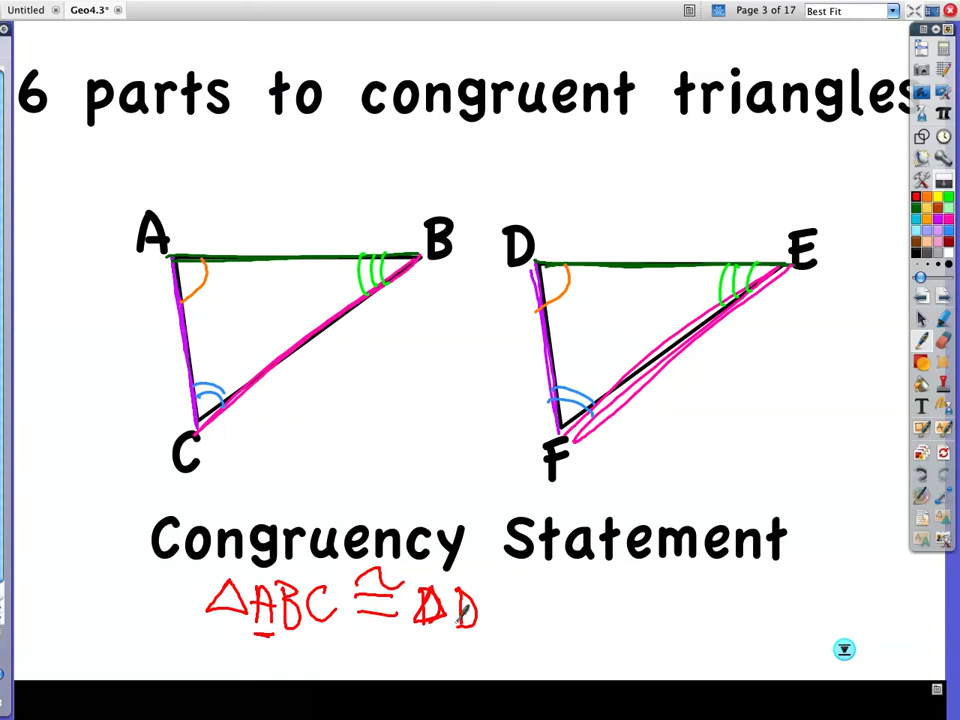 Untitled
Geo4.3*
Page 3 of 17
Best Fit
6 parts to congruent triangles
A
B
D
E
C
F
Congruency Statement
△ABC ≅ △D